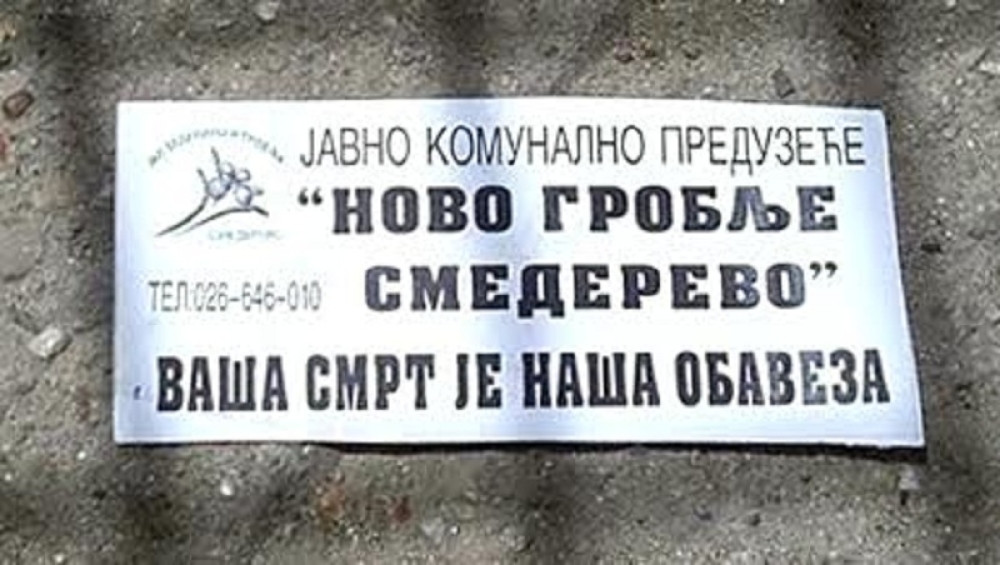 ЈАВНО КОМУНАЛНО ПРЕДУЗЕЋЕ
“НОВО ГРОБЉЕ
СМЕДЕРЕВО”
ТЕЛ:026-646-010
ВАША СМРТ ЈЕ НАША ОБАВЕЗА